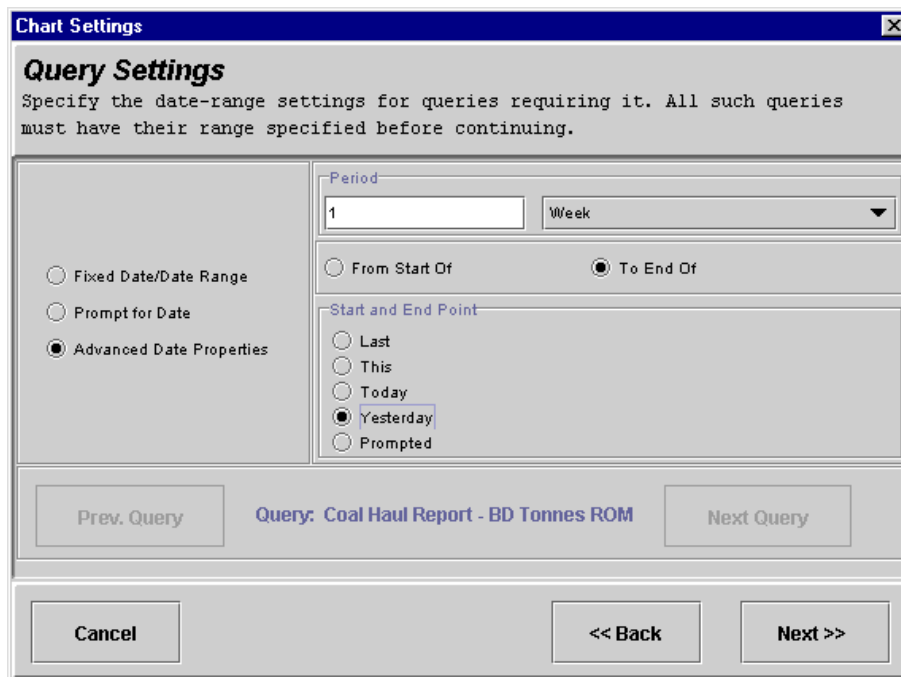 Chart Settings
Query Settings
Specify the date-range settings for queries requiring it. All such queries
must have their range specified before continuing.
Period
1 Week
From Start Of To End Of
Fixed Date/Date Range
Prompt for Date
Advanced Date Properties
Start and End Point
Last
This
Today
Yesterday
Prompted
Prev. Query Query: Coal Haul Report - BD Tonnes ROM Next Query
Cancel << Back Next >>